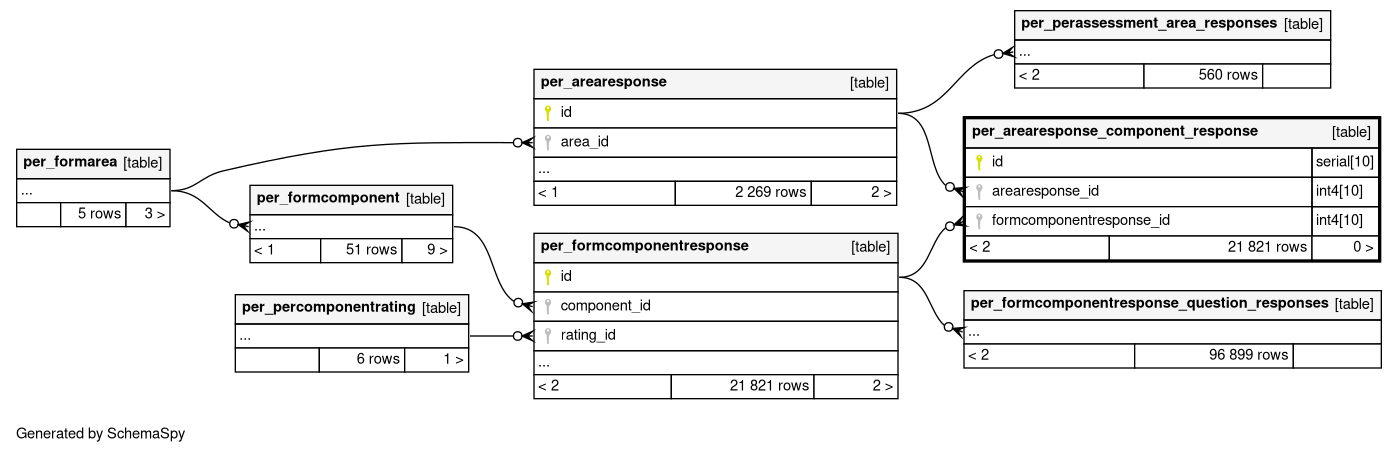 per_perassessment_area_responses [table]
...
< 2 560 rows
per_arearesponse [table]
id
area_id
...
< 1 2 269 rows 2 >
per_arearesponse_component_response [table]
id serial[10]
arearesponse_id int4[10]
formcomponentresponse_id int4[10]
< 2 21 821 rows 0 >
per_formarea [table]
...
5 rows 3 >
per_formcomponent [table]
...
< 1 51 rows 9 >
per_formcomponentresponse [table]
id
component_id
rating_id
...
< 2 21 821 rows 2 >
per_percomponentrating [table]
...
6 rows 1 >
per_formcomponentresponse_question_responses [table]
...
< 2 96 899 rows
Generated by SchemaSpy